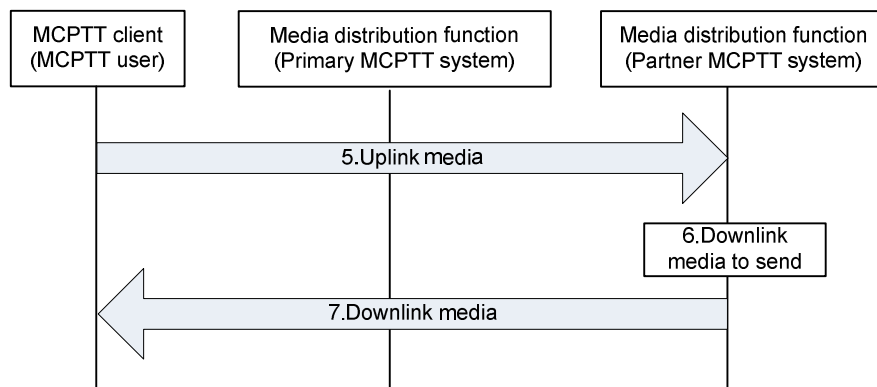 MCPTT client
(MCPTT user)
Media distribution function
(Primary MCPTT system)
Media distribution function
(Partner MCPTT system)
5.Uplink media
6.Downlink
media to send
7.Downlink media